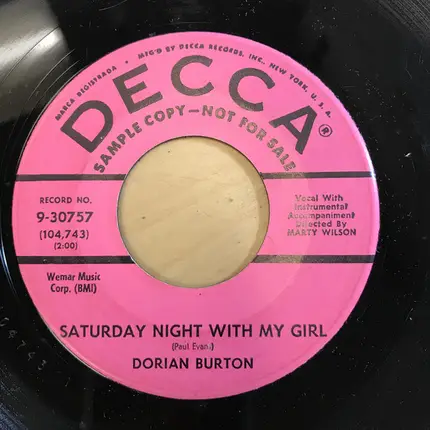 MARCA REGISTRADA • MFG'D BY DECCA RECORDS, INC. NEW YORK, U. S. A.
DECCA®
SAMPLE COPY—NOT FOR SALE
RECORD NO.
9-30757
(104,743)
(2:00)
Vocal With
Instrumental
Accompaniment
Directed By
MARTY WILSON
Wemar Music
Corp. (BMI)
SATURDAY NIGHT WITH MY GIRL
(Paul Evans)
DORIAN BURTON